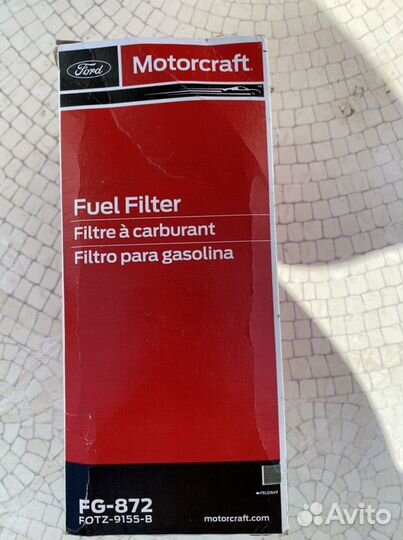 Ford
Motorcraft
Fuel Filter
Filtre à carburant
Filtro para gasolina
FG-872
FOTZ-9155-B
motorcraft.com
Avito